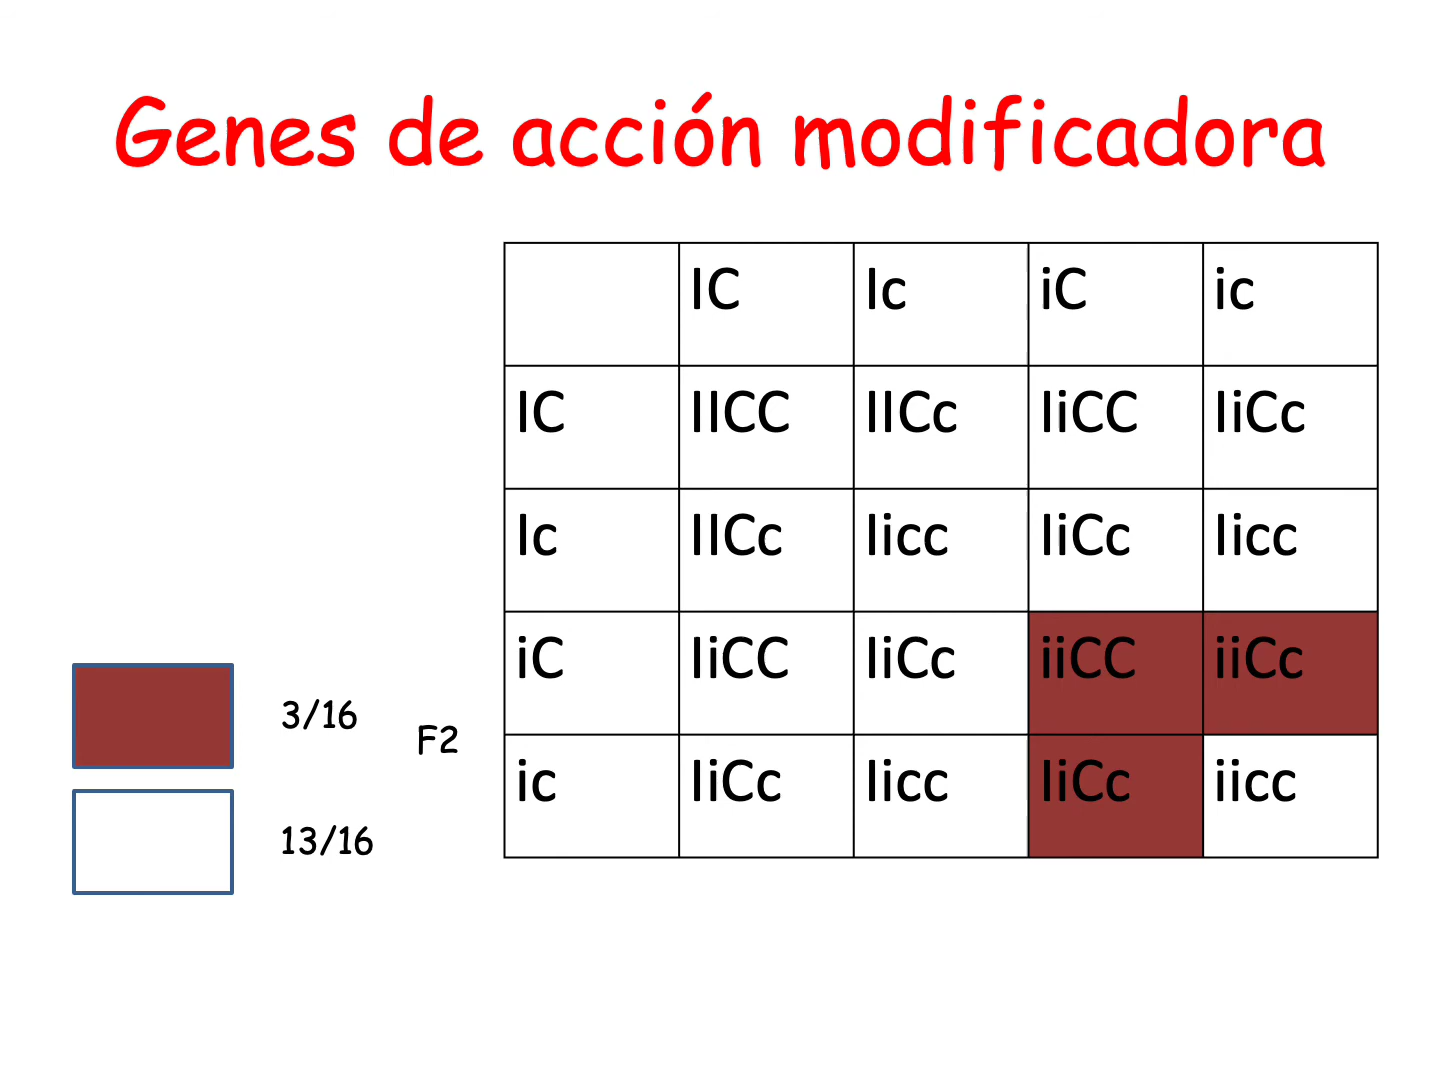 Genes de acción modificadora
IC Ic iC ic
IC IICC IICc IiCC IiCc
Ic IICc Iicc IiCc Iicc
iC IiCC IiCc iiCC iiCc
ic IiCc Iicc IiCc iicc
3/16
F2
13/16